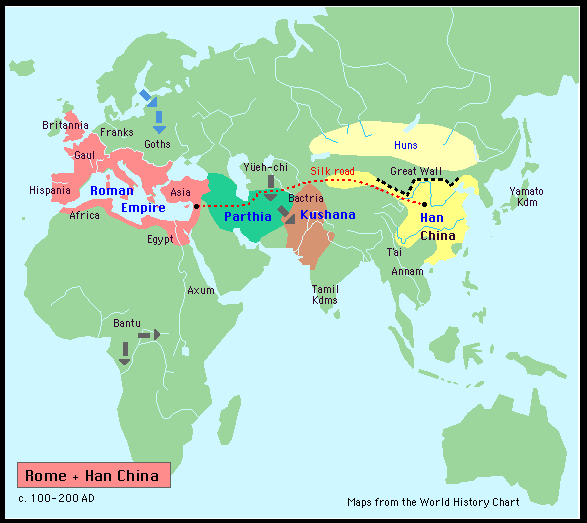 Britannia
Franks
Goths
Gaul
Huns
Yüeh-chi
Silk road
Great Wall
Hispania
Roman
Empire
Asia
Bactria
Yamato
Kdm
Africa
Parthia
Kushana
Han
China
Egypt
T'ai
Annam
Axum
Tamil
Kdms
Bantu
Rome + Han China
c. 100-200 AD
Maps from the World History Chart